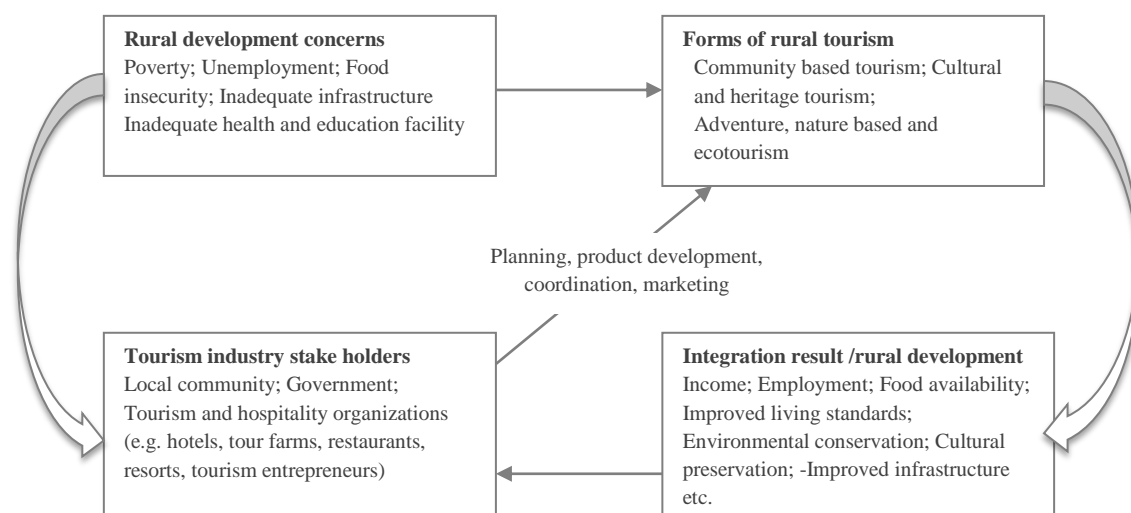 Rural development concerns
Poverty; Unemployment; Food
insecurity; Inadequate infrastructure
Inadequate health and education facility
Forms of rural tourism
Community based tourism; Cultural
and heritage tourism;
Adventure, nature based and
ecotourism
Planning, product development,
coordination, marketing
Tourism industry stake holders
Local community; Government;
Tourism and hospitality organizations
(e.g. hotels, tour farms, restaurants,
resorts, tourism entrepreneurs)
Integration result /rural development
Income; Employment; Food availability;
Improved living standards;
Environmental conservation; Cultural
preservation; -Improved infrastructure
etc.